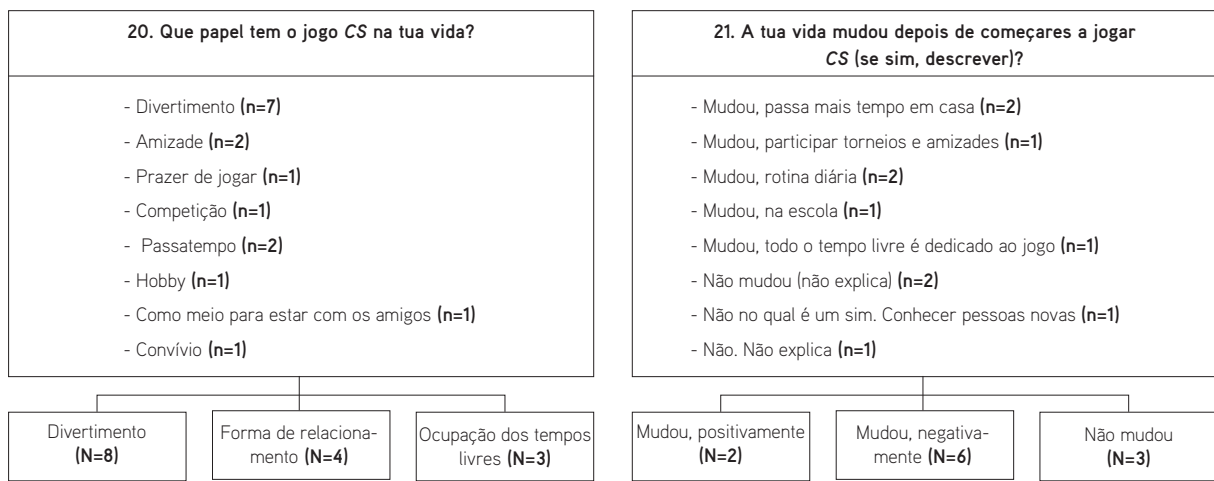 20. Que papel tem o jogo CS na tua vida?
- Divertimento (n=7)
- Amizade (n=2)
- Prazer de jogar (n=1)
- Competição (n=1)
- Passatempo (n=2)
- Hobby (n=1)
- Como meio para estar com os amigos (n=1)
- Convívio (n=1)
Divertimento
(N=8)
Forma de relaciona-
mento (N=4)
Ocupação dos tempos
livres (N=3)
21. A tua vida mudou depois de começares a jogar
CS (se sim, descrever)?
- Mudou, passa mais tempo em casa (n=2)
- Mudou, participar torneios e amizades (n=1)
- Mudou, rotina diária (n=2)
- Mudou, na escola (n=1)
- Mudou, todo o tempo livre é dedicado ao jogo (n=1)
- Não mudou (não explica) (n=2)
- Não no qual é um sim. Conhecer pessoas novas (n=1)
- Não. Não explica (n=1)
Mudou, positivamente
(N=2)
Mudou, negativa-
mente (N=6)
Não mudou
(N=3)